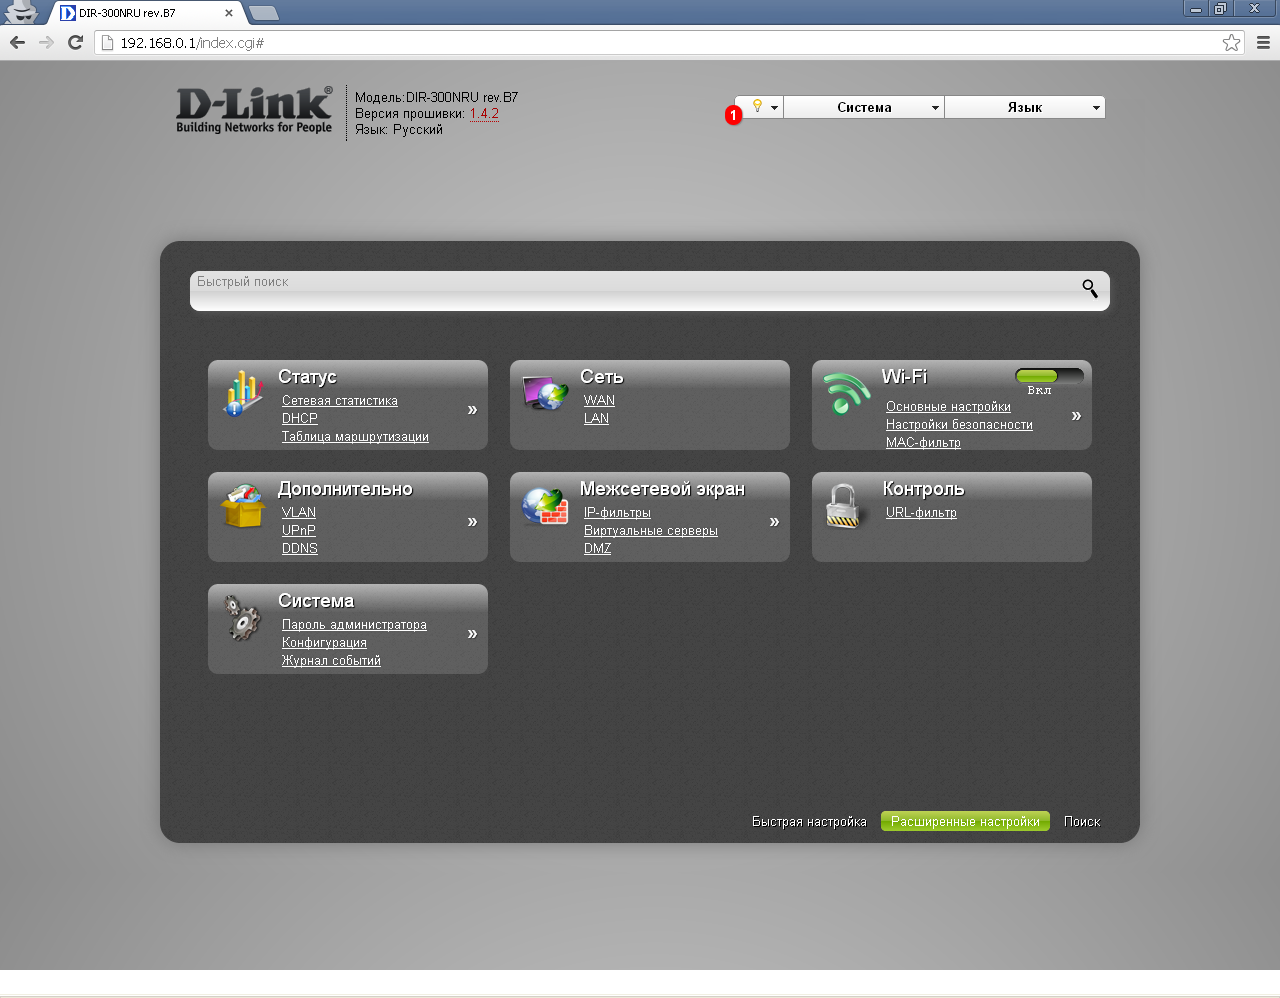 DIR-300NRU rev.B7
192.168.0.1/index.cgi#
D-Link®
Building Networks for People
Модель:DIR-300NRU rev.B7
Версия прошивки: 1.4.2
Язык: Русский
1
Система
Язык
Быстрый поиск
Статус
Сетевая статистика
DHCP
Таблица маршрутизации
»
Сеть
WAN
LAN
Wi-Fi
Вкл
Основные настройки
Настройки безопасности
MAC-фильтр
»
Дополнительно
VLAN
UPnP
DDNS
»
Межсетевой экран
IP-фильтры
Виртуальные серверы
DMZ
»
Контроль
URL-фильтр
Система
Пароль администратора
Конфигурация
Журнал событий
»
Быстрая настройка
Расширенные настройки
Поиск